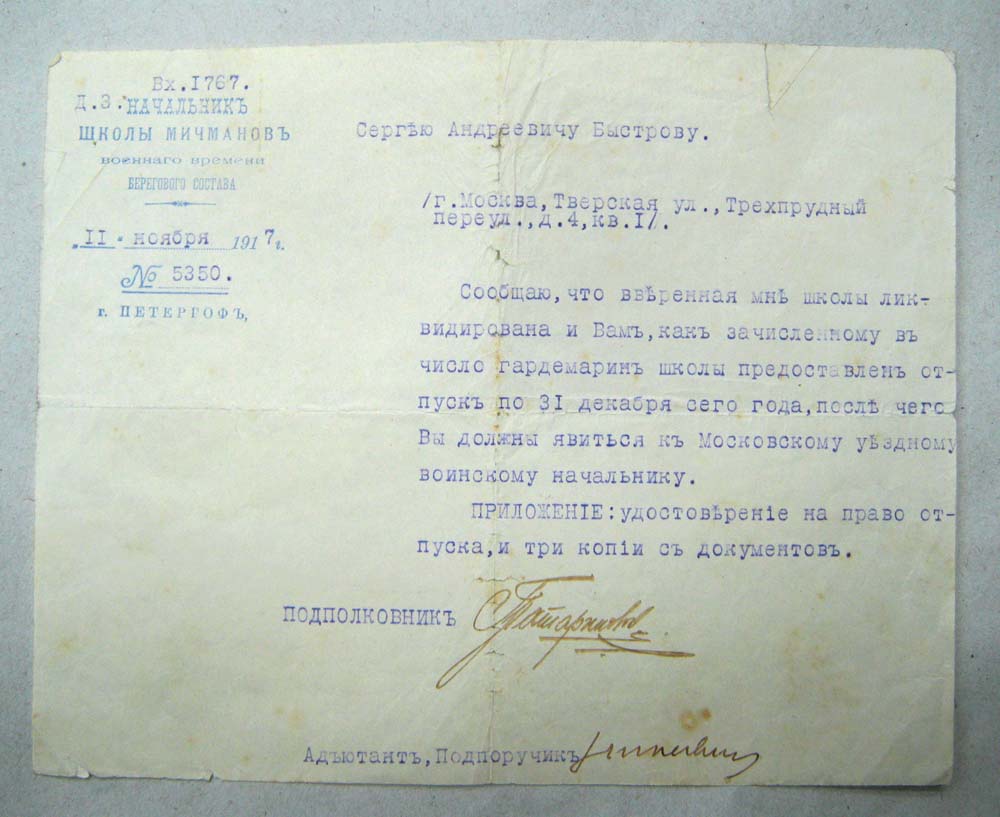 Вх.I767.
Д.З. НАЧАЛЬНИКЪ
ШКОЛЫ МИЧМАНОВЪ
военнаго времени
БЕРЕГОВОГО СОСТАВА
„II" ноября 1917г.
№ 5350.
г. ПЕТЕРГОФЪ,
Сергѣю Андреевичу Быстрову.
/г.Москва,Тверская ул.,Трехпрудный
переул.,д.4,кв.I/.
Сообщаю,что ввѣренная мнѣ школы лик-
видирована и Вамъ,какъ зачисленному въ
число гардемаринъ школы предоставленъ от-
пускъ по 3I декабря сего года,послѣ чего
Вы должны явиться къ Московскому уѣздному
воинскому начальнику.
ПРИЛОЖЕНІЕ:удостовѣреніе на право от-
пуска,и три копіи съ документовъ.
ПОДПОЛКОВНИКЪ
Адъютантъ,Подпоручикъ